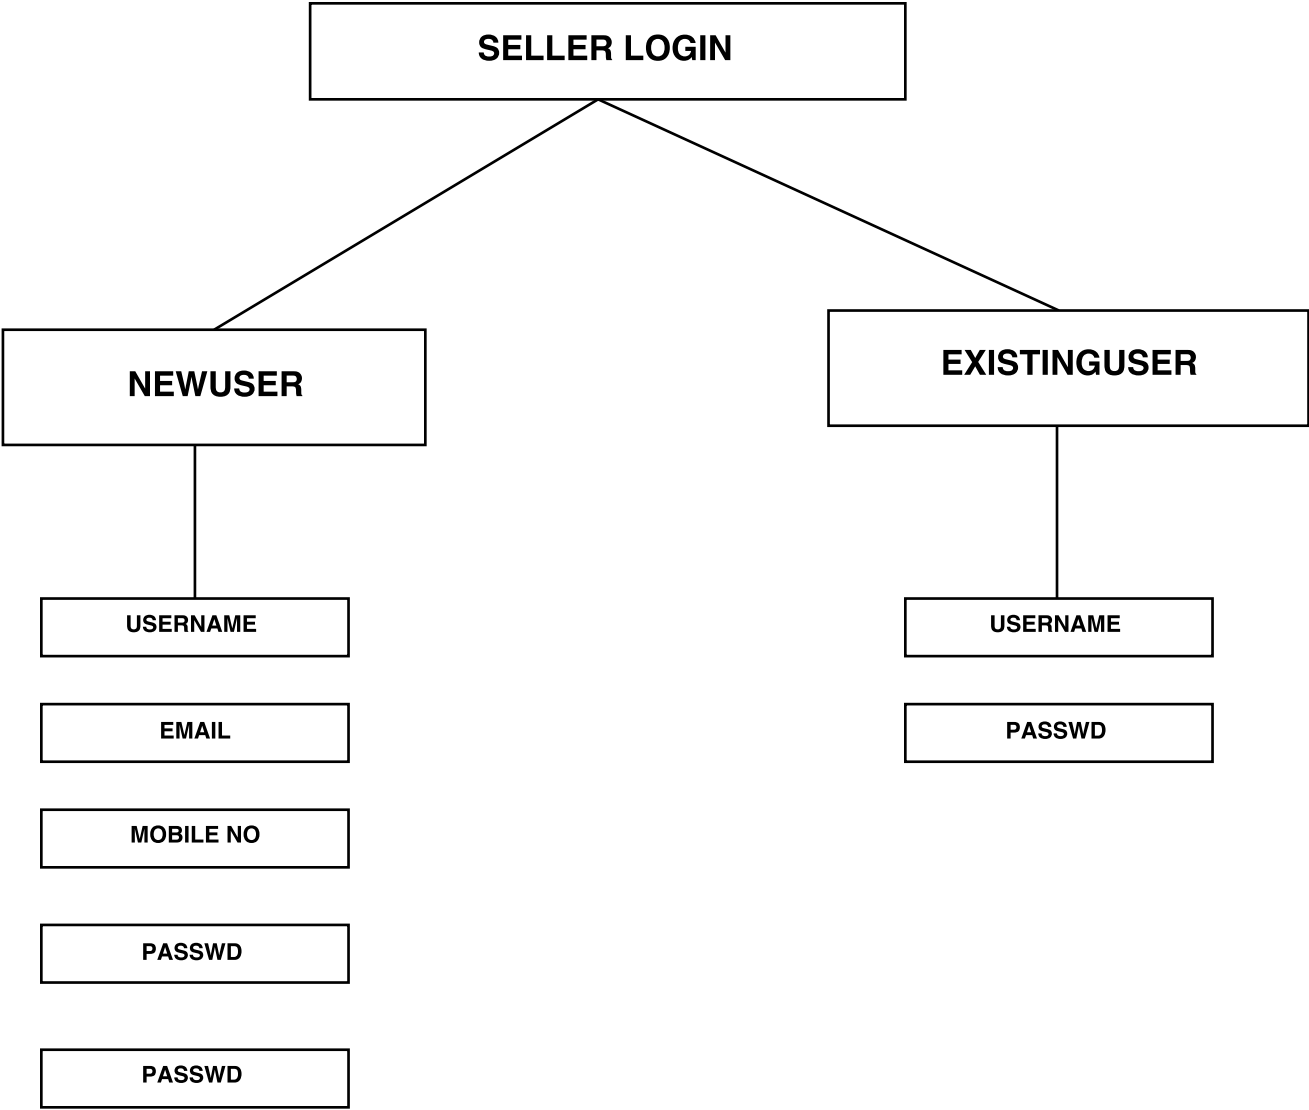 SELLER LOGIN
NEWUSER
EXISTINGUSER
USERNAME
EMAIL
MOBILE NO
PASSWD
PASSWD
USERNAME
PASSWD